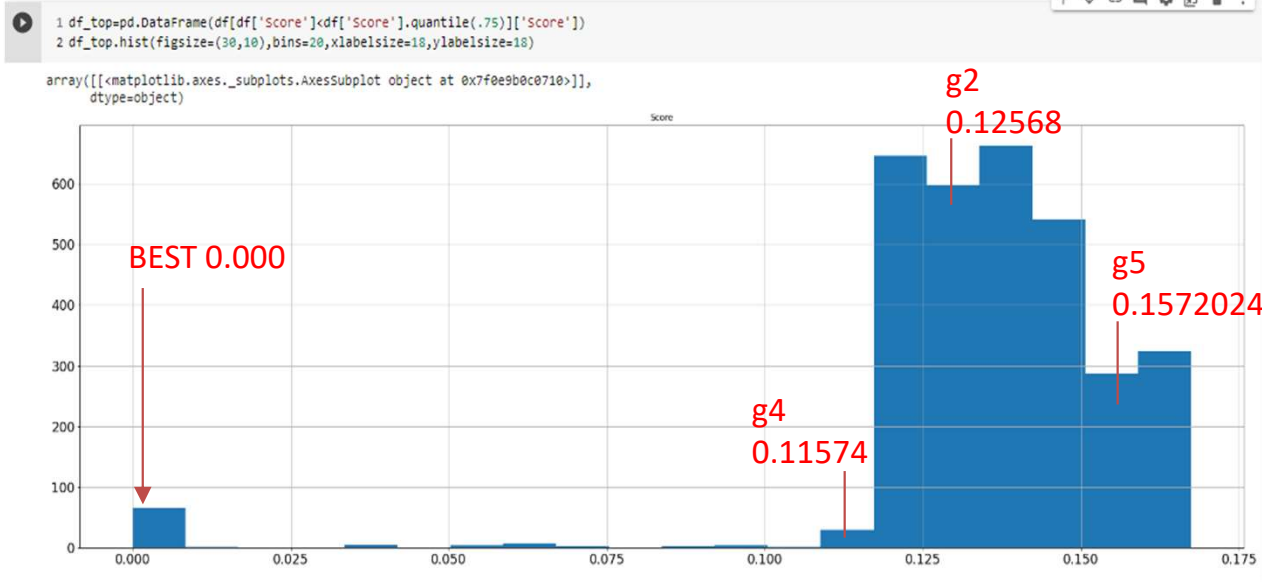 1 df_top=pd.DataFrame(df[df['Score']<df['Score'].quantile(.75)]['Score'])
2 df_top.hist(figsize=(30,10),bins=20,xlabelsize=18,ylabelsize=18)
array([[<matplotlib.axes._subplots.AxesSubplot object at 0x7f0e9b0c0710>]],
dtype=object)
Score
g2
0.12568
600
500
BEST 0.000
g5
0.1572024
400
300
g4
0.11574
200
100
0
0.000 0.025 0.050 0.075 0.100 0.125 0.150 0.175